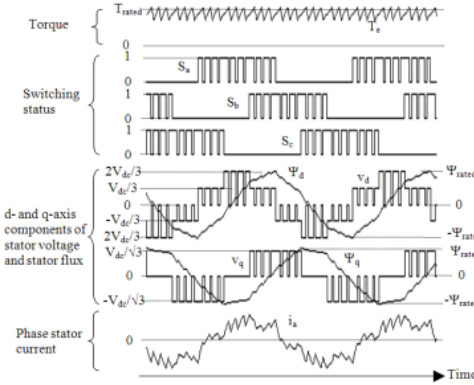 T_rated
Torque
T_e
0
1
S_a
0
Switching status
1
S_b
0
1
S_c
0
2V_dc/3
V_dc/3
0
-V_dc/3
2V_dc/3
Ψ_d
v_d
Ψ_rated
0
-Ψ_rated
d- and q-axis
components of
stator voltage
and stator flux
V_dc/√3
0
-V_dc/√3
v_q
Ψ_q
Ψ_rated
0
-Ψ_rated
Phase stator
current
0
i_a
Time